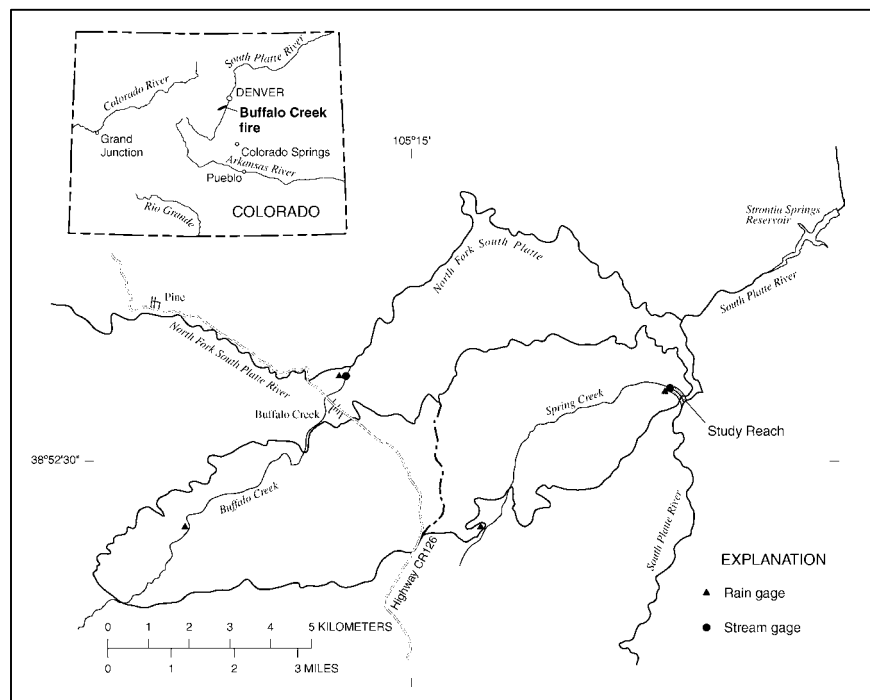 South Platte River
Colorado River
DENVER
Buffalo Creek
fire
Grand
Junction
Colorado Springs
Arkansas River
Pueblo
Rio Grande
COLORADO
105°15'
Strontia Springs
Reservoir
North Fork South Platte
South Platte River
Pine
North Fork South Platte River
Buffalo Creek
Spring Creek
Study Reach
38°52'30"
Buffalo Creek
Highway CR126
South Platte River
EXPLANATION
Rain gage
Stream gage
0 1 2 3 4 5 KILOMETERS
0 1 2 3 MILES